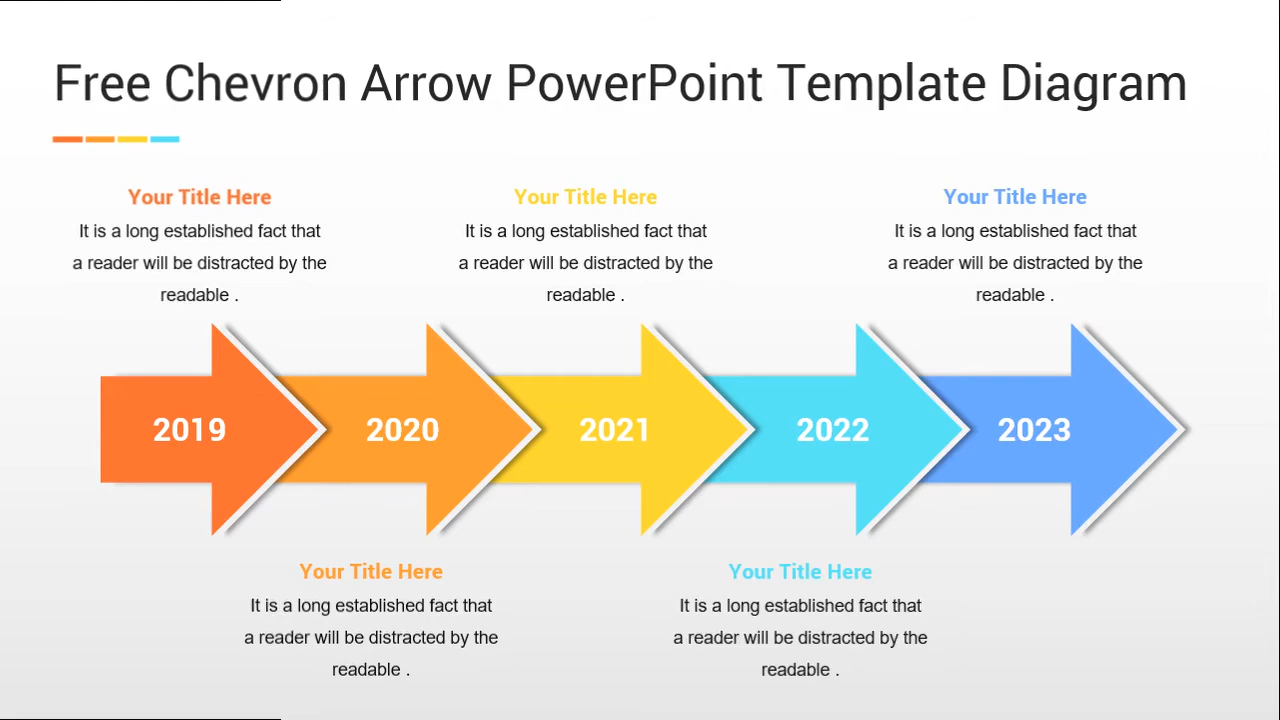 Free Chevron Arrow PowerPoint Template Diagram
Your Title Here
It is a long established fact that
a reader will be distracted by the
readable .
Your Title Here
It is a long established fact that
a reader will be distracted by the
readable .
Your Title Here
It is a long established fact that
a reader will be distracted by the
readable .
2019
2020
2021
2022
2023
Your Title Here
It is a long established fact that
a reader will be distracted by the
readable .
Your Title Here
It is a long established fact that
a reader will be distracted by the
readable .